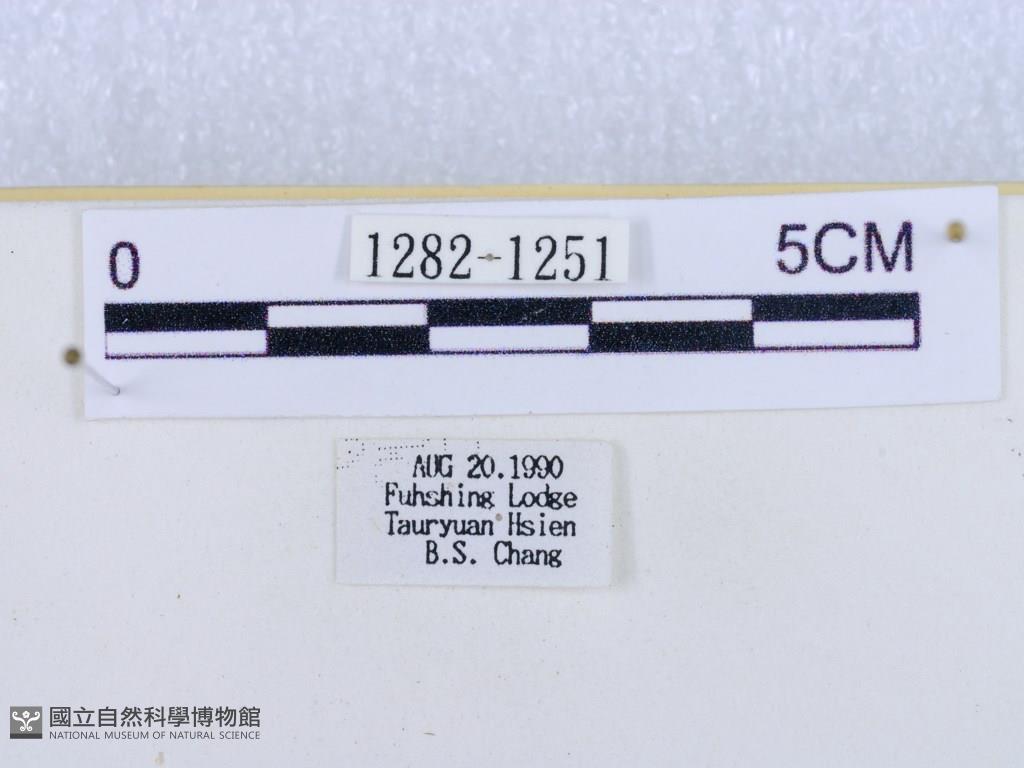 0
1282-1251
5CM
AUG 20.1990
Fuhshing Lodge
Tauryuan Hsien
B.S. Chang
國立自然科學博物館
NATIONAL MUSEUM OF NATURAL SCIENCE